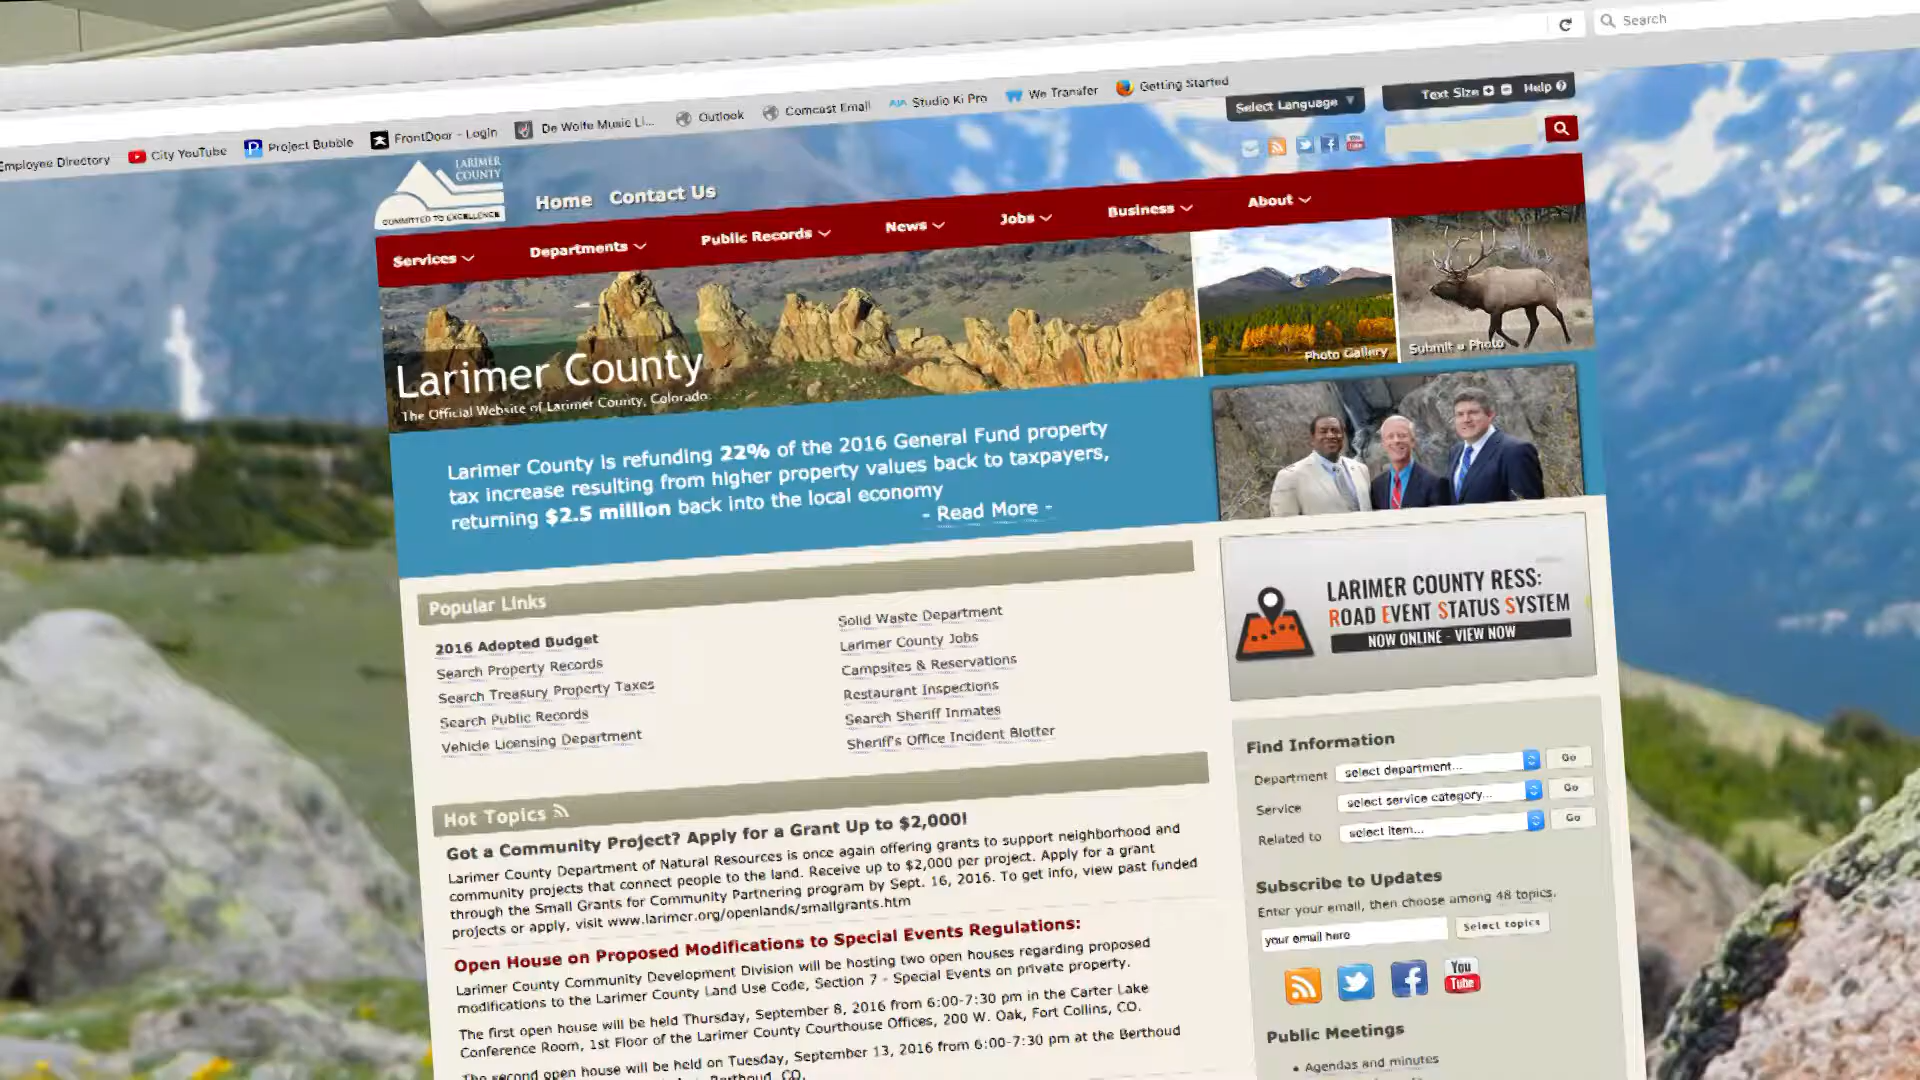 Search
Employee Directory
City YouTube
Project Bubble
FrontDoor - Login
De Wolfe Music Li...
Outlook
Comcast Email
AJA Studio Ki Pro
We Transfer
Getting Started
Select Language
Text Size
Help
LARIMER
COUNTY
COMMITTED TO EXCELLENCE
Home
Contact Us
You
Tube
Services
Departments
Public Records
News
Jobs
Business
About
Larimer County
The Official Website of Larimer County, Colorado
Photo Gallery
Submit a Photo
Larimer County is refunding 22% of the 2016 General Fund property
tax increase resulting from higher property values back to taxpayers,
returning $2.5 million back into the local economy
- Read More -
LARIMER COUNTY RESS:
ROAD EVENT STATUS SYSTEM
NOW ONLINE - VIEW NOW
Popular Links
2016 Adopted Budget
Search Property Records
Search Treasury Property Taxes
Search Public Records
Vehicle Licensing Department
Solid Waste Department
Larimer County Jobs
Campsites & Reservations
Restaurant Inspections
Search Sheriff Inmates
Sheriff's Office Incident Blotter
Hot Topics
Got a Community Project? Apply for a Grant Up to $2,000!
Larimer County Department of Natural Resources is once again offering grants to support neighborhood and
community projects that connect people to the land. Receive up to $2,000 per project. Apply for a grant
through the Small Grants for Community Partnering program by Sept. 16, 2016. To get info, view past funded
projects or apply, visit www.larimer.org/openlands/smallgrants.htm
Open House on Proposed Modifications to Special Events Regulations:
Larimer County Community Development Division will be hosting two open houses regarding proposed
modifications to the Larimer County Land Use Code, Section 7 - Special Events on private property.
The first open house will be held Thursday, September 8, 2016 from 6:00-7:30 pm in the Carter Lake
Conference Room, 1st Floor of the Larimer County Courthouse Offices, 200 W. Oak, Fort Collins, CO.
The second open house will be held on Tuesday, September 13, 2016 from 6:00-7:30 pm at the Berthoud
Berthoud, CO.
Find Information
Department
select department...
Go
Service
select service category...
Go
Related to
select item...
Go
Subscribe to Updates
Enter your email, then choose among 48 topics.
your email here
Select topics
You
Tube
Public Meetings
Agendas and minutes